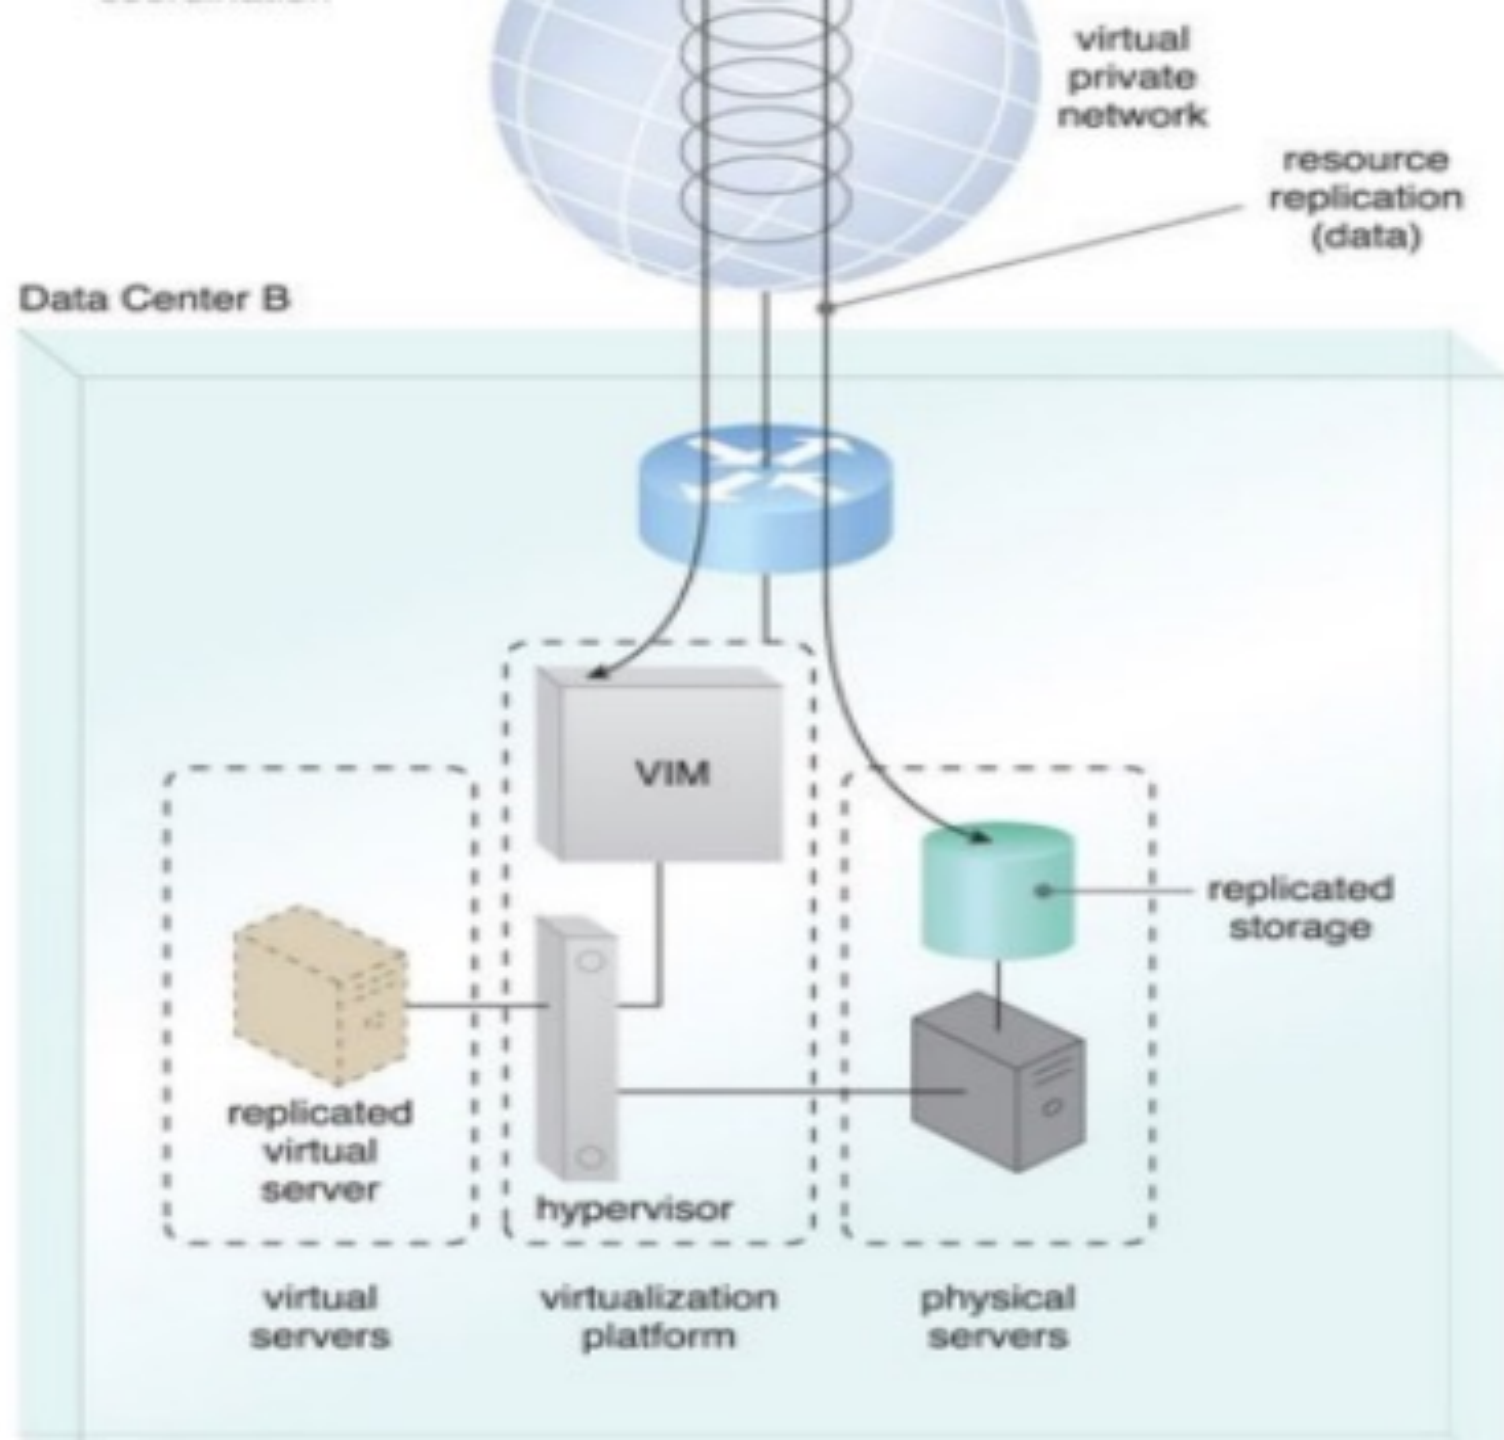 virtual
private
network
resource
replication
(data)
Data Center B
VIM
replicated
storage
replicated
virtual
server
hypervisor
virtual
servers
virtualization
platform
physical
servers